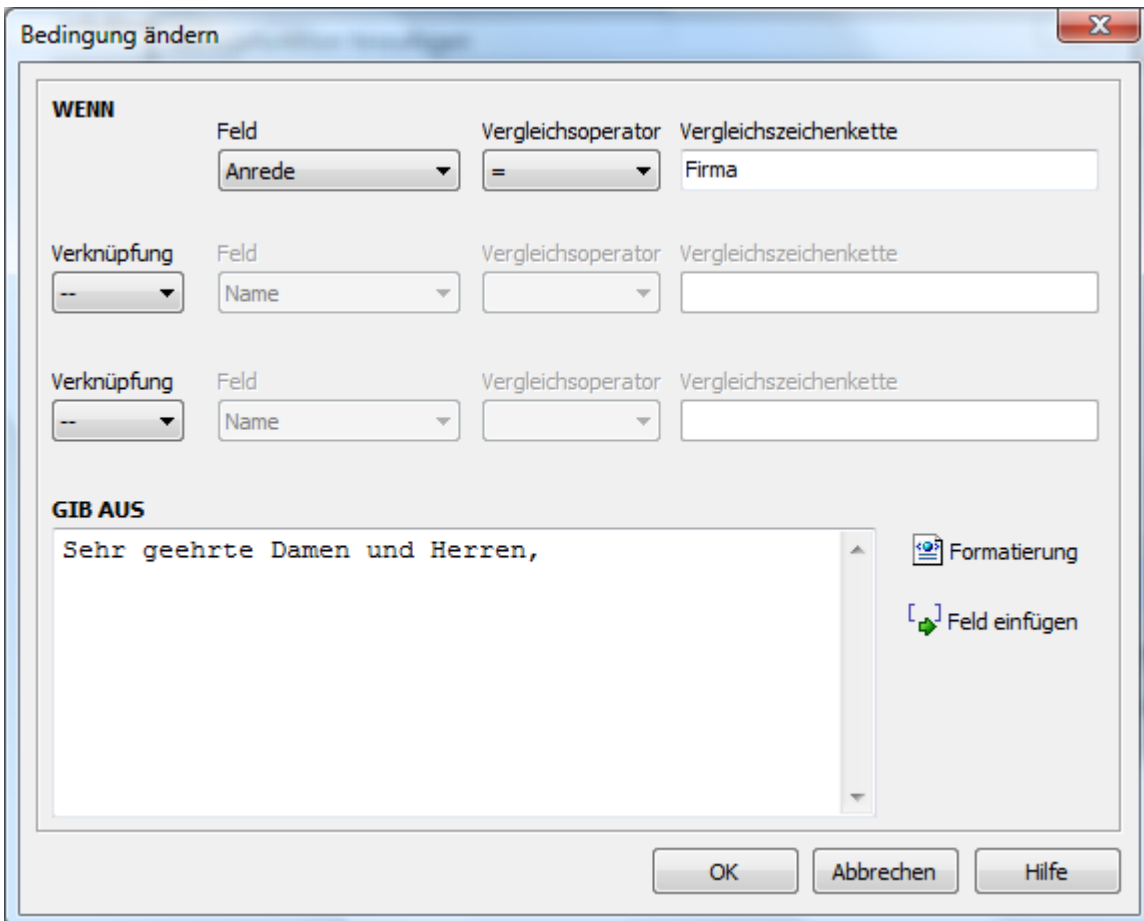 Bedingung ändern
WENN
Feld Vergleichsoperator Vergleichszeichenkette
Anrede = Firma
Verknüpfung Feld Vergleichsoperator Vergleichszeichenkette
-- Name
Verknüpfung Feld Vergleichsoperator Vergleichszeichenkette
-- Name
GIB AUS
Sehr geehrte Damen und Herren,
Formatierung
Feld einfügen
OK Abbrechen Hilfe